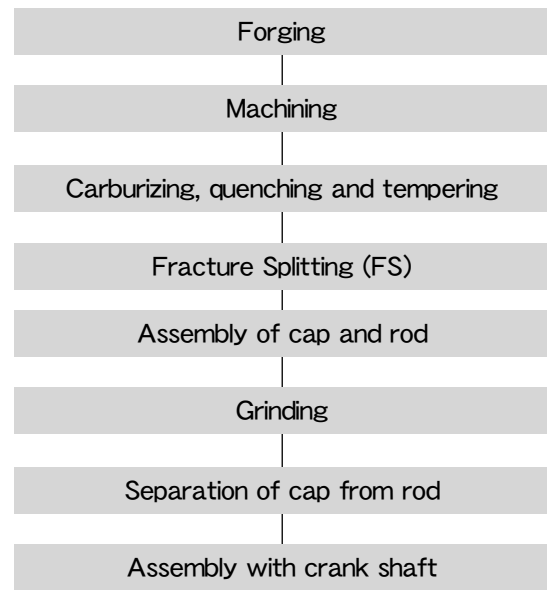 Forging
Machining
Carburizing, quenching and tempering
Fracture Splitting (FS)
Assembly of cap and rod
Grinding
Separation of cap from rod
Assembly with crank shaft